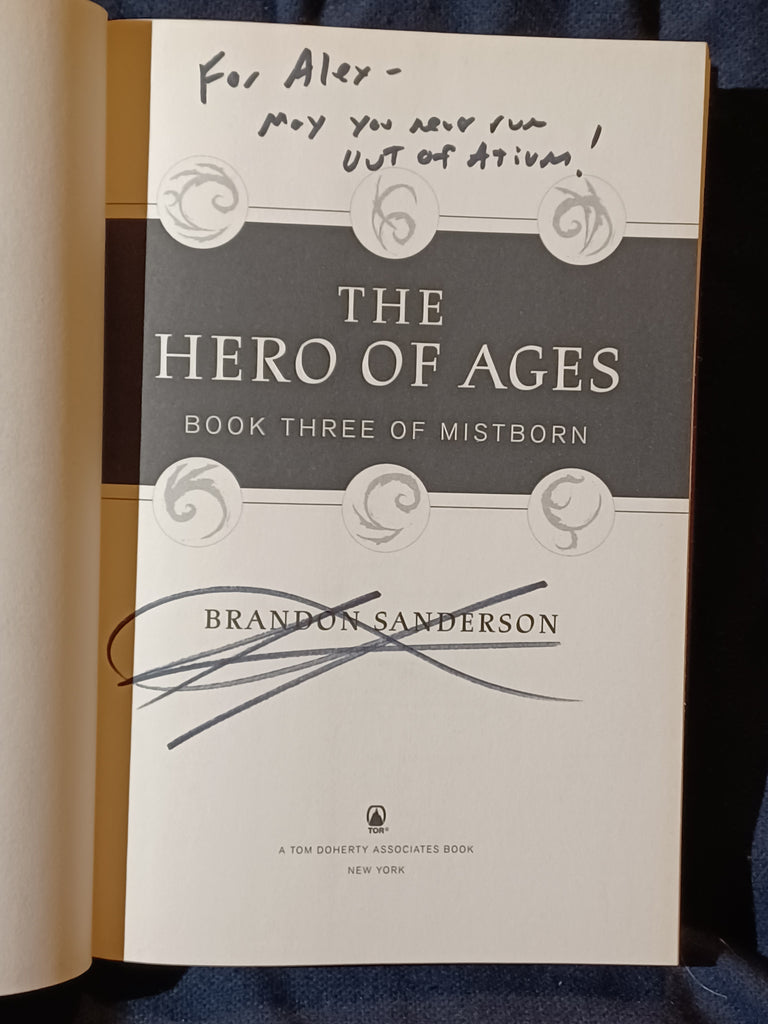 For Alex -
May you never run
out of Atium!
THE
HERO OF AGES
BOOK THREE OF MISTBORN
BRANDON SANDERSON
TOR®
A TOM DOHERTY ASSOCIATES BOOK
NEW YORK